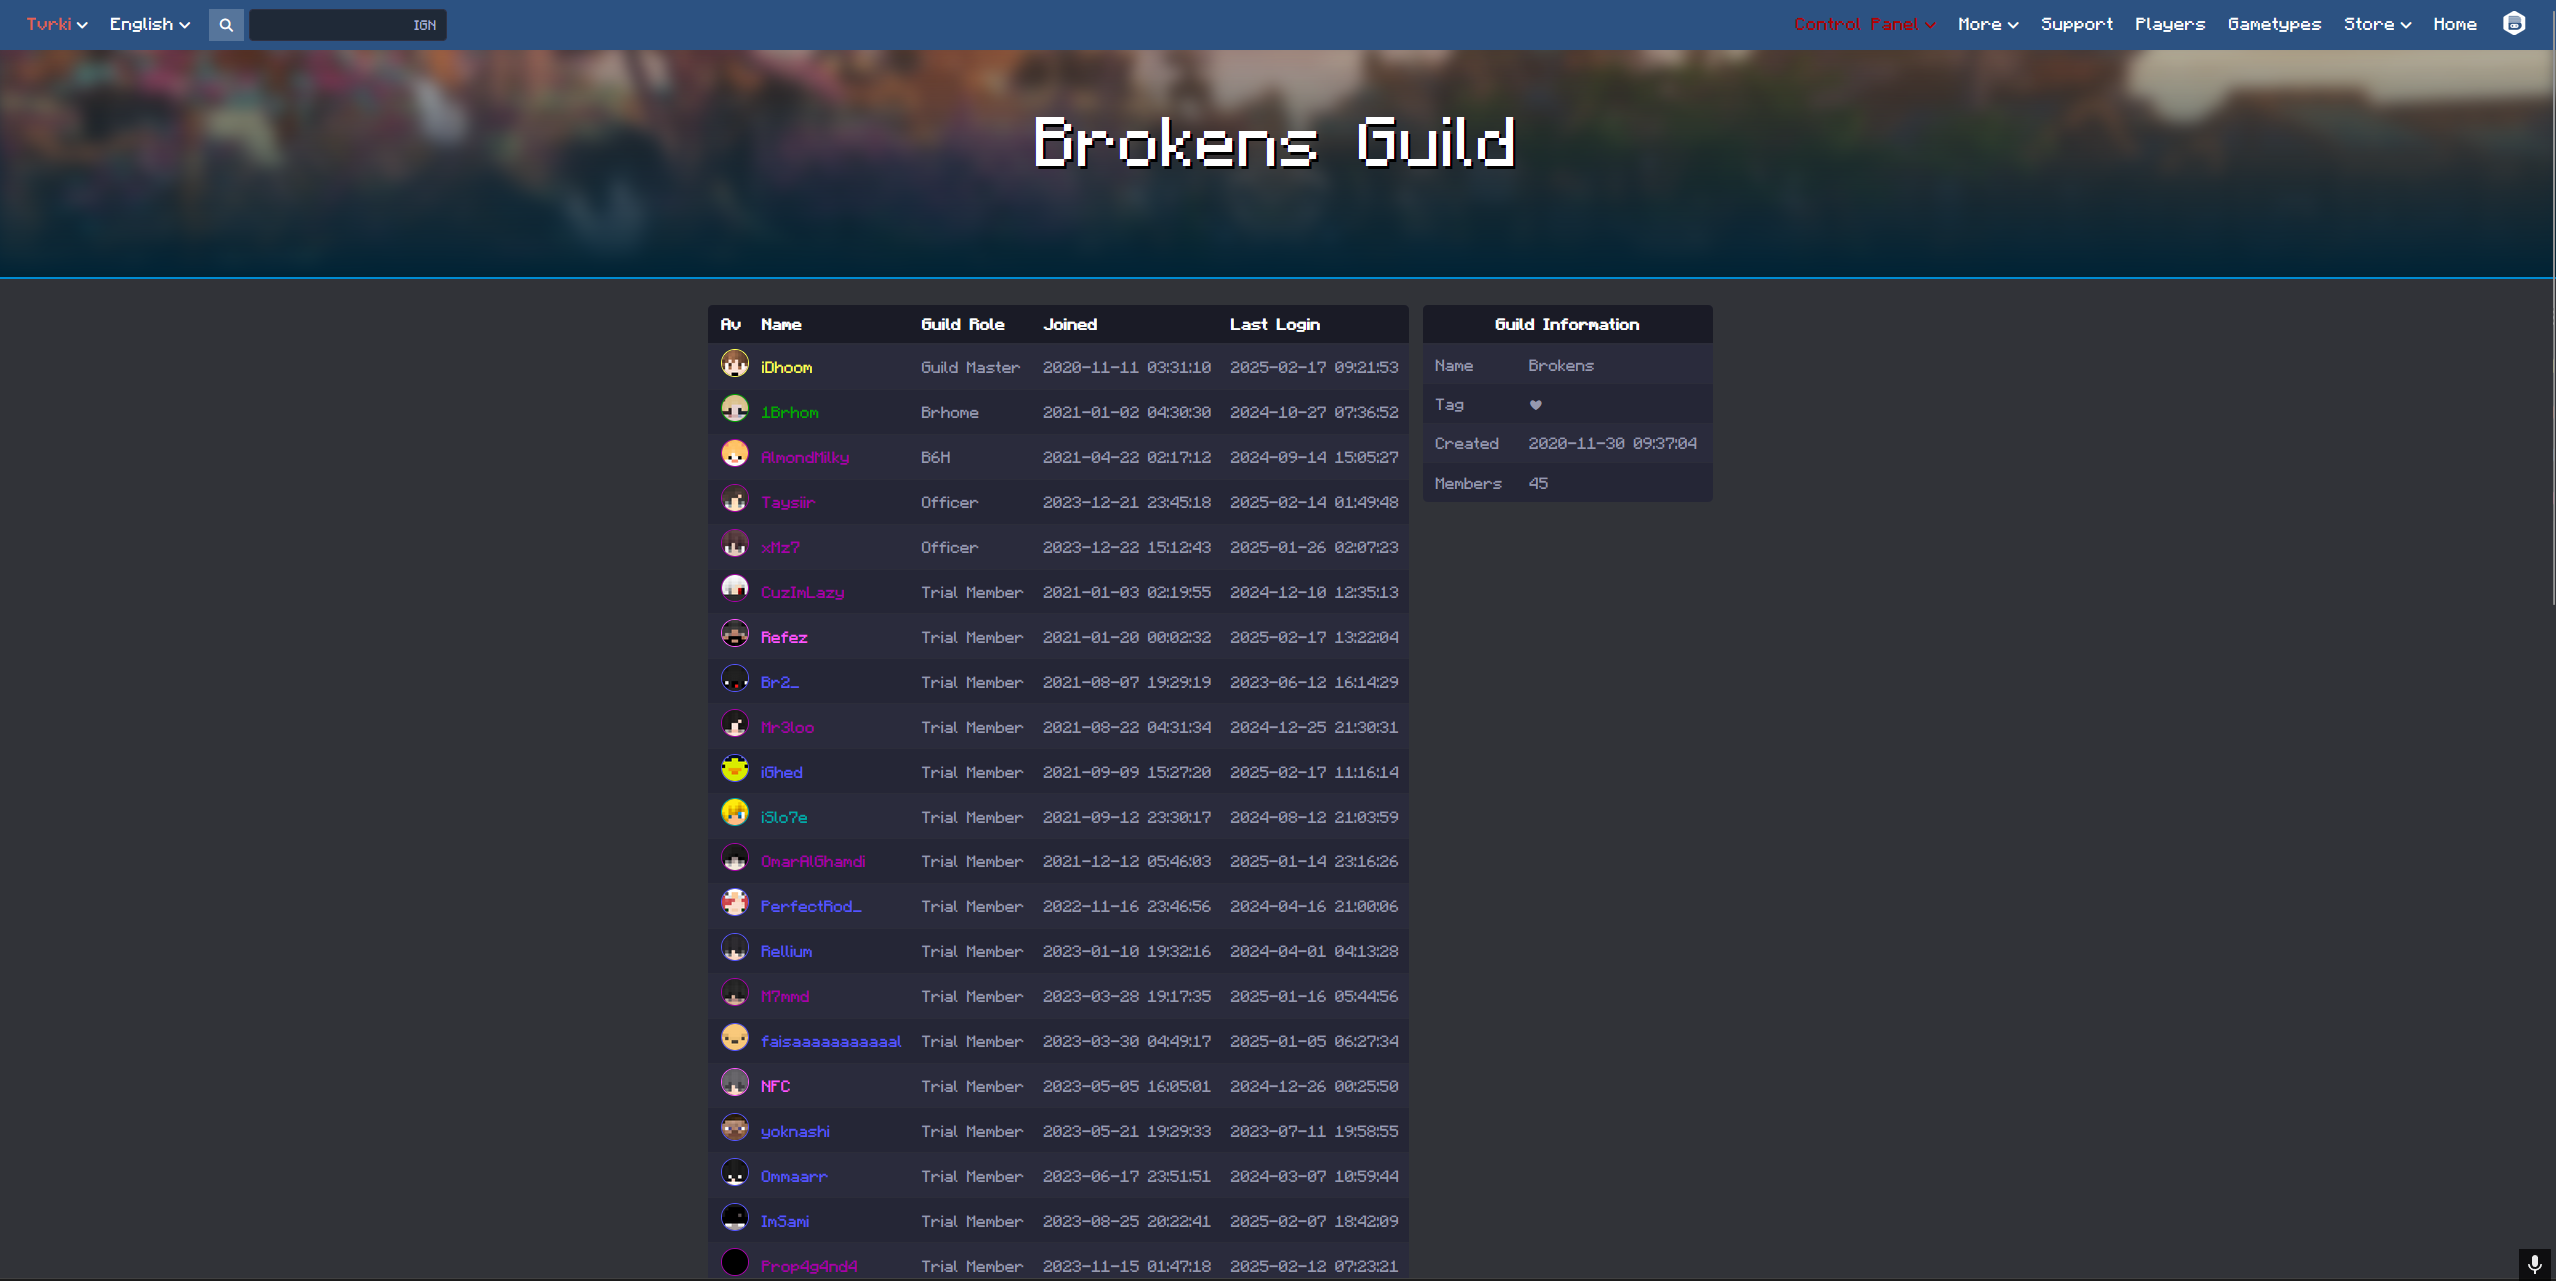 Tvrki English IGN Control Panel More Support Players Gametypes Store Home
Brokens Guild
Av Name Guild Role Joined Last Login
iDhoom Guild Master 2020-11-11 03:31:10 2025-02-17 09:21:53
1Brhom Brhome 2021-01-02 04:30:30 2024-10-27 07:36:52
AlmondMilky B6H 2021-04-22 02:17:12 2024-09-14 15:05:27
Taysiir Officer 2023-12-21 23:45:18 2025-02-14 01:49:48
xMz7 Officer 2023-12-22 15:12:43 2025-01-26 02:07:23
CuzImLazy Trial Member 2021-01-03 02:19:55 2024-12-10 12:35:13
Refez Trial Member 2021-01-20 00:02:32 2025-02-17 13:22:04
Br2_ Trial Member 2021-08-07 19:29:19 2023-06-12 16:14:29
Mr3loo Trial Member 2021-08-22 04:31:34 2024-12-25 21:30:31
iGhed Trial Member 2021-09-09 15:27:20 2025-02-17 11:16:14
iSlo7e Trial Member 2021-09-12 23:30:17 2024-08-12 21:03:59
OmarAlGhamdi Trial Member 2021-12-12 05:46:03 2025-01-14 23:16:26
PerfectRod_ Trial Member 2022-11-16 23:46:56 2024-04-16 21:00:06
Rellium Trial Member 2023-01-10 19:32:16 2024-04-01 04:13:28
M7mmd Trial Member 2023-03-28 19:17:35 2025-01-16 05:44:56
faisaaaaaaaaaaal Trial Member 2023-03-30 04:49:17 2025-01-05 06:27:34
NFC Trial Member 2023-05-05 16:05:01 2024-12-26 00:25:50
yoknashi Trial Member 2023-05-21 19:29:33 2023-07-11 19:58:55
Ommaarr Trial Member 2023-06-17 23:51:51 2024-03-07 10:59:44
ImSami Trial Member 2023-08-25 20:22:41 2025-02-07 18:42:09
Prop4g4nd4 Trial Member 2023-11-15 01:47:18 2025-02-12 07:23:21
Guild Information
Name Brokens
Tag ❤
Created 2020-11-30 09:37:04
Members 45